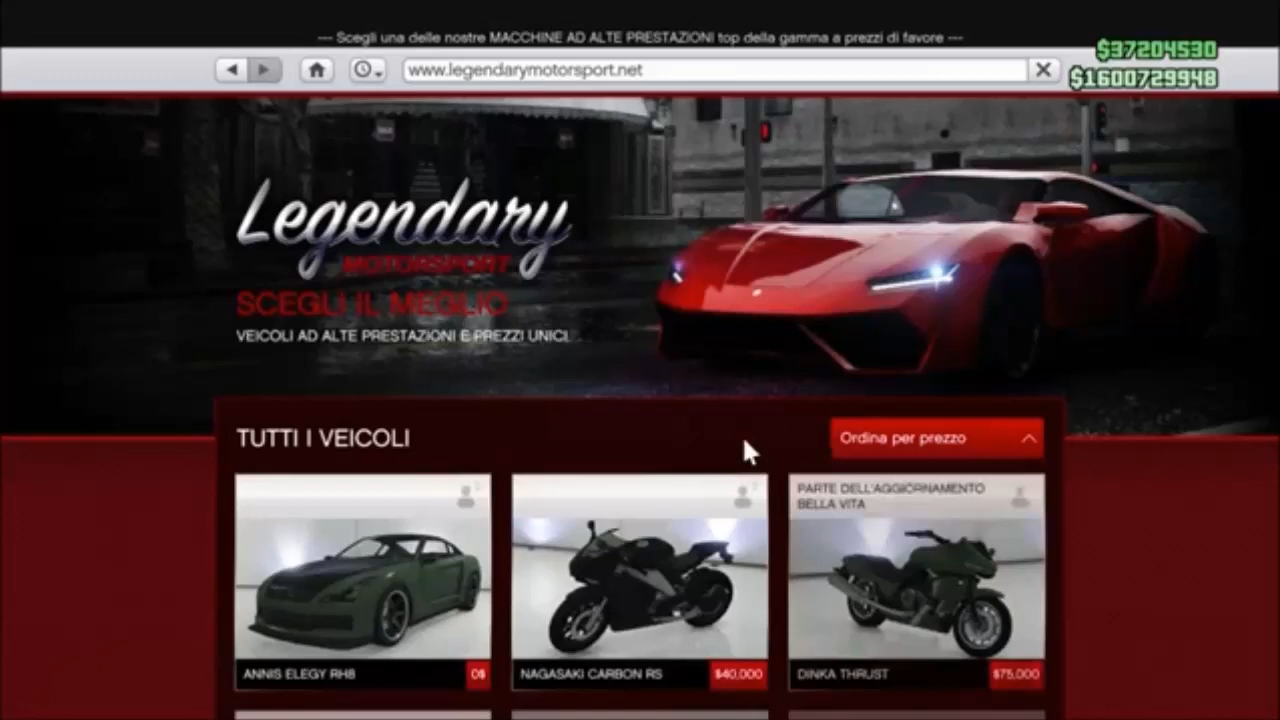 --- Scegli una delle nostre MACCHINE AD ALTE PRESTAZIONI top della gamma a prezzi di favore ---
$37204530
www.legendarymotorsport.net
$1600729948
Legendary
MOTORSPORT
SCEGLI IL MEGLIO
VEICOLI AD ALTE PRESTAZIONI E PREZZI UNICI.
TUTTI I VEICOLI
Ordina per prezzo
PARTE DELL'AGGIORNAMENTO
BELLA VITA
ANNIS ELEGY RH8
0$
NAGASAKI CARBON RS
$40,000
DINKA THRUST
$75,000